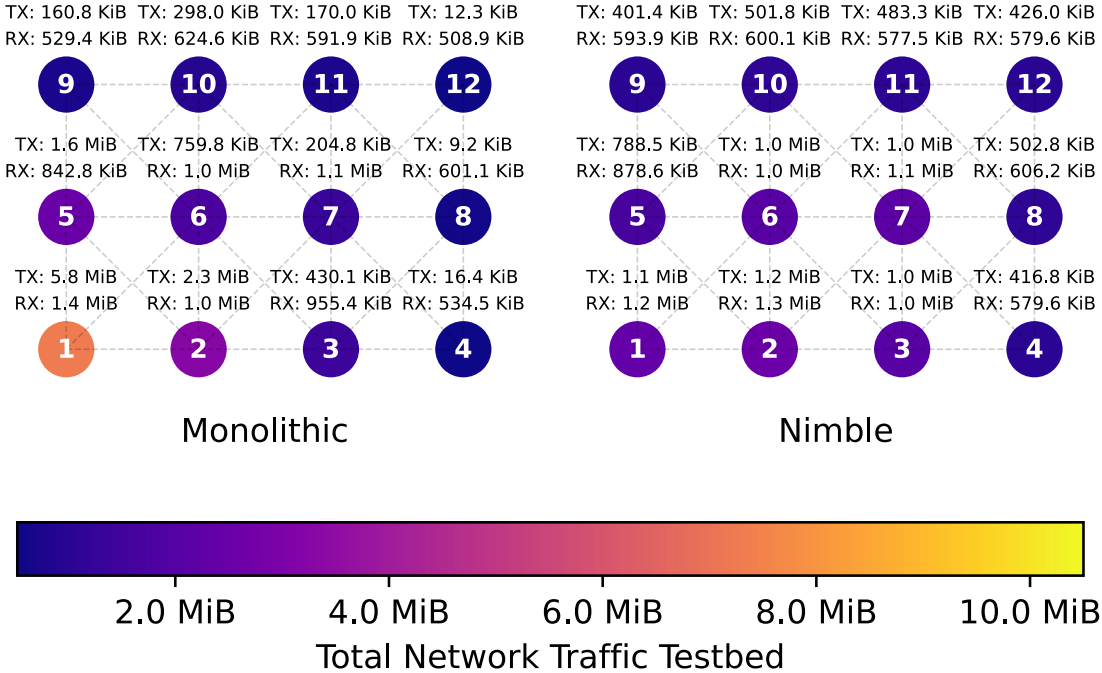 TX: 160.8 KiB TX: 298.0 KiB TX: 170.0 KiB TX: 12.3 KiB
RX: 529.4 KiB RX: 624.6 KiB RX: 591.9 KiB RX: 508.9 KiB
9 10 11 12
TX: 1.6 MiB TX: 759.8 KiB TX: 204.8 KiB TX: 9.2 KiB
RX: 842.8 KiB RX: 1.0 MiB RX: 1.1 MiB RX: 601.1 KiB
5 6 7 8
TX: 5.8 MiB TX: 2.3 MiB TX: 430.1 KiB TX: 16.4 KiB
RX: 1.4 MiB RX: 1.0 MiB RX: 955.4 KiB RX: 534.5 KiB
1 2 3 4
Monolithic
TX: 401.4 KiB TX: 501.8 KiB TX: 483.3 KiB TX: 426.0 KiB
RX: 593.9 KiB RX: 600.1 KiB RX: 577.5 KiB RX: 579.6 KiB
9 10 11 12
TX: 788.5 KiB TX: 1.0 MiB TX: 1.0 MiB TX: 502.8 KiB
RX: 878.6 KiB RX: 1.0 MiB RX: 1.1 MiB RX: 606.2 KiB
5 6 7 8
TX: 1.1 MiB TX: 1.2 MiB TX: 1.0 MiB TX: 416.8 KiB
RX: 1.2 MiB RX: 1.3 MiB RX: 1.0 MiB RX: 579.6 KiB
1 2 3 4
Nimble
2.0 MiB 4.0 MiB 6.0 MiB 8.0 MiB 10.0 MiB
Total Network Traffic Testbed